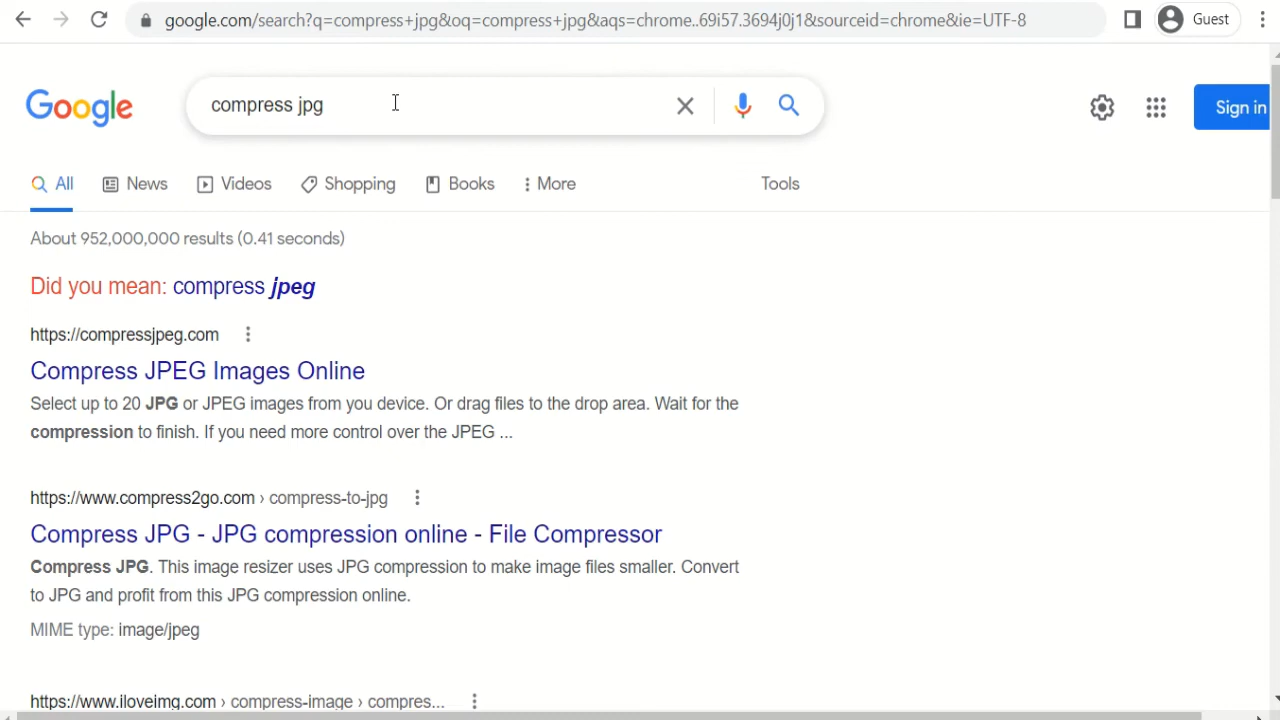 google.com/search?q=compress+jpg&oq=compress+jpg&aqs=chrome..69i57.3694j0j1&sourceid=chrome&ie=UTF-8
Guest
Google
compress jpg
Sign in
All
News
Videos
Shopping
Books
More
Tools
About 952,000,000 results (0.41 seconds)
Did you mean: compress jpeg
https://compressjpeg.com
Compress JPEG Images Online
Select up to 20 JPG or JPEG images from you device. Or drag files to the drop area. Wait for the
compression to finish. If you need more control over the JPEG ...
https://www.compress2go.com › compress-to-jpg
Compress JPG - JPG compression online - File Compressor
Compress JPG. This image resizer uses JPG compression to make image files smaller. Convert
to JPG and profit from this JPG compression online.
MIME type: image/jpeg
https://www.iloveimg.com › compress-image › compres...